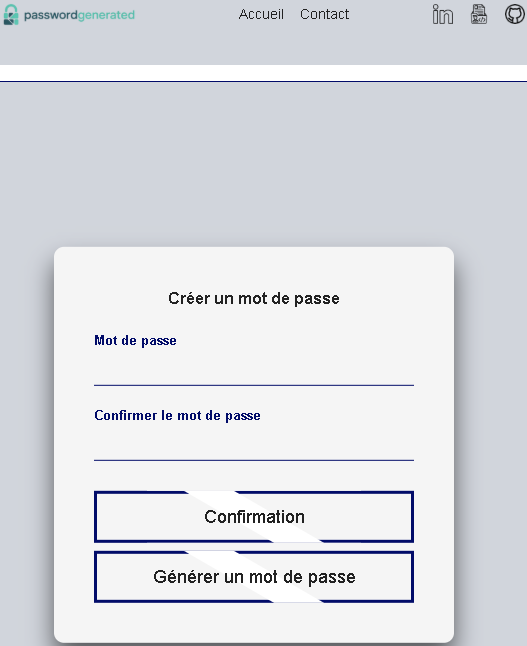 passwordgenerated
Accueil Contact
in
Créer un mot de passe
Mot de passe
Confirmer le mot de passe
Confirmation
Générer un mot de passe